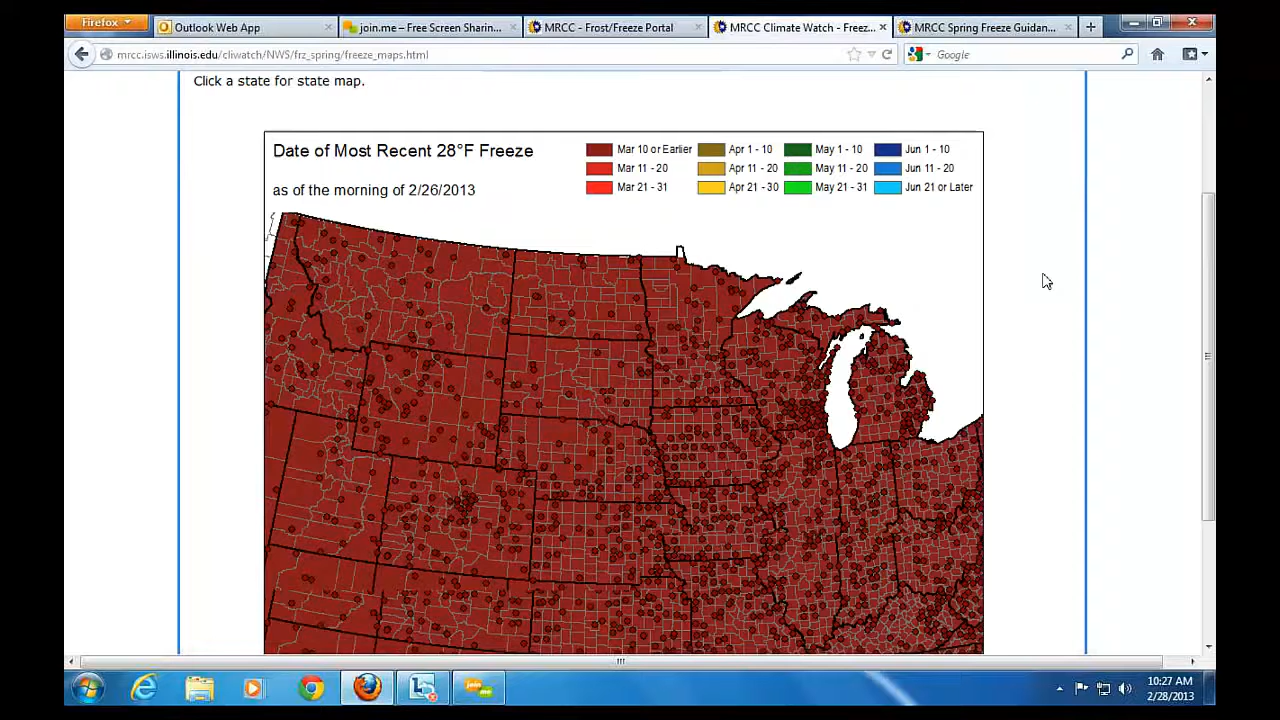 Firefox
Outlook Web App
join.me – Free Screen Sharin...
MRCC - Frost/Freeze Portal
MRCC Climate Watch - Freez...
MRCC Spring Freeze Guidan...
mrcc.isws.illinois.edu/cliwatch/NWS/frz_spring/freeze_maps.html
Google
Click a state for state map.
Date of Most Recent 28°F Freeze
as of the morning of 2/26/2013
Mar 10 or Earlier
Apr 1 - 10
May 1 - 10
Jun 1 - 10
Mar 11 - 20
Apr 11 - 20
May 11 - 20
Jun 11 - 20
Mar 21 - 31
Apr 21 - 30
May 21 - 31
Jun 21 or Later
10:27 AM
2/28/2013